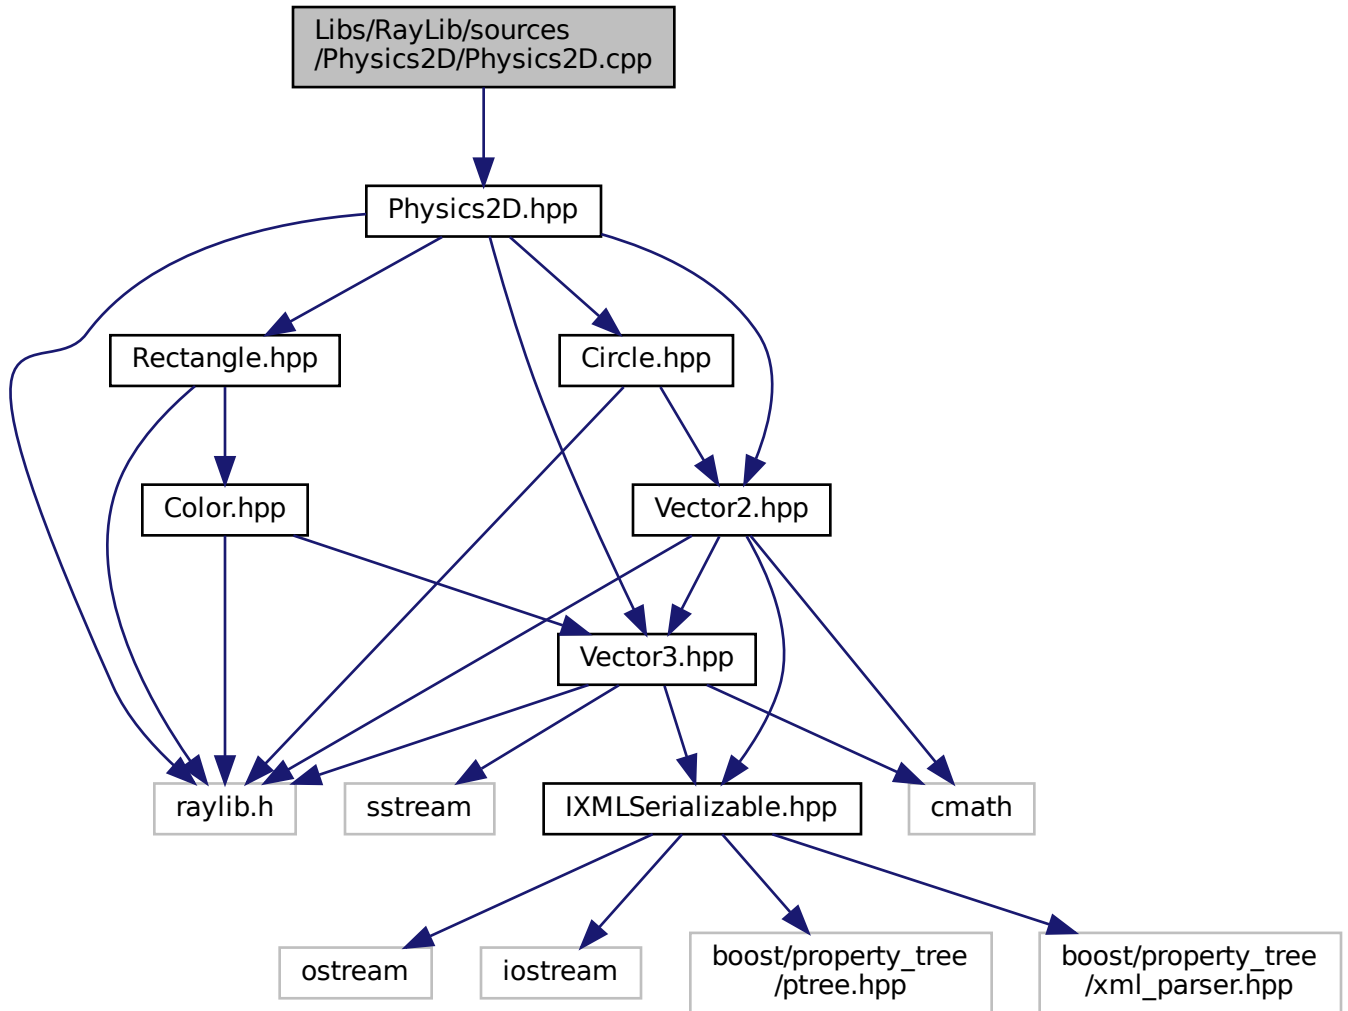 Libs/RayLib/sources
/Physics2D/Physics2D.cpp
Physics2D.hpp
Rectangle.hpp
Circle.hpp
Color.hpp
Vector2.hpp
Vector3.hpp
raylib.h
sstream
IXMLSerializable.hpp
cmath
ostream
iostream
boost/property_tree
/ptree.hpp
boost/property_tree
/xml_parser.hpp